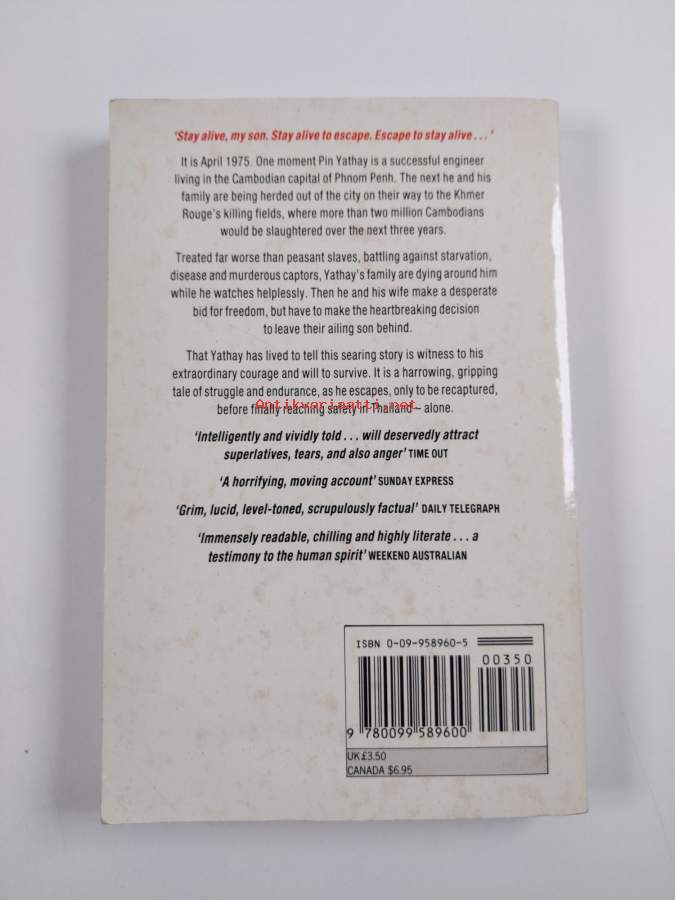 'Stay alive, my son. Stay alive to escape. Escape to stay alive . . . '
It is April 1975. One moment Pin Yathay is a successful engineer
living in the Cambodian capital of Phnom Penh. The next he and his
family are being herded out of the city on their way to the Khmer
Rouge's killing fields, where more than two million Cambodians
would be slaughtered over the next three years.
Treated far worse than peasant slaves, battling against starvation,
disease and murderous captors, Yathay's family are dying around him
while he watches helplessly. Then he and his wife make a desperate
bid for freedom, but have to make the heartbreaking decision
to leave their ailing son behind.
That Yathay has lived to tell this searing story is witness to his
extraordinary courage and will to survive. It is a harrowing, gripping
tale of struggle and endurance, as he escapes, only to be recaptured,
before finally reaching safety in Thailand – alone.
Antikvariaatti.net
'Intelligently and vividly told . . . will deservedly attract
superlatives, tears, and also anger' TIME OUT
'A horrifying, moving account' SUNDAY EXPRESS
'Grim, lucid, level-toned, scrupulously factual' DAILY TELEGRAPH
'Immensely readable, chilling and highly literate . . . a
testimony to the human spirit' WEEKEND AUSTRALIAN
ISBN 0-09-958960-5
00350
9 780099 589600
UK £3.50
CANADA $6.95